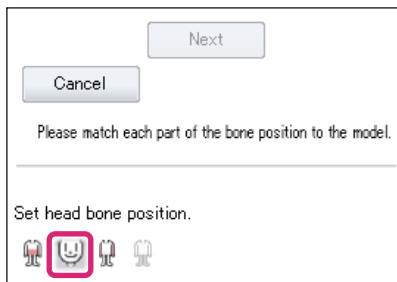 Next
Cancel
Please match each part of the bone position to the model.
Set head bone position.